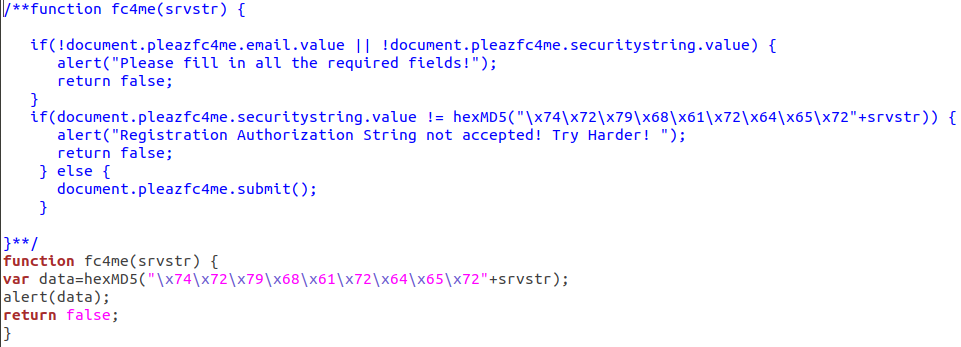 /**function fc4me(srvstr) {
if(!document.pleazfc4me.email.value || !document.pleazfc4me.securitystring.value) {
alert("Please fill in all the required fields!");
return false;
}
if(document.pleazfc4me.securitystring.value != hexMD5("\x74\x72\x79\x68\x61\x72\x64\x65\x72"+srvstr)) {
alert("Registration Authorization String not accepted! Try Harder! ");
return false;
} else {
document.pleazfc4me.submit();
}
}**/
function fc4me(srvstr) {
var data=hexMD5("\x74\x72\x79\x68\x61\x72\x64\x65\x72"+srvstr);
alert(data);
return false;
}